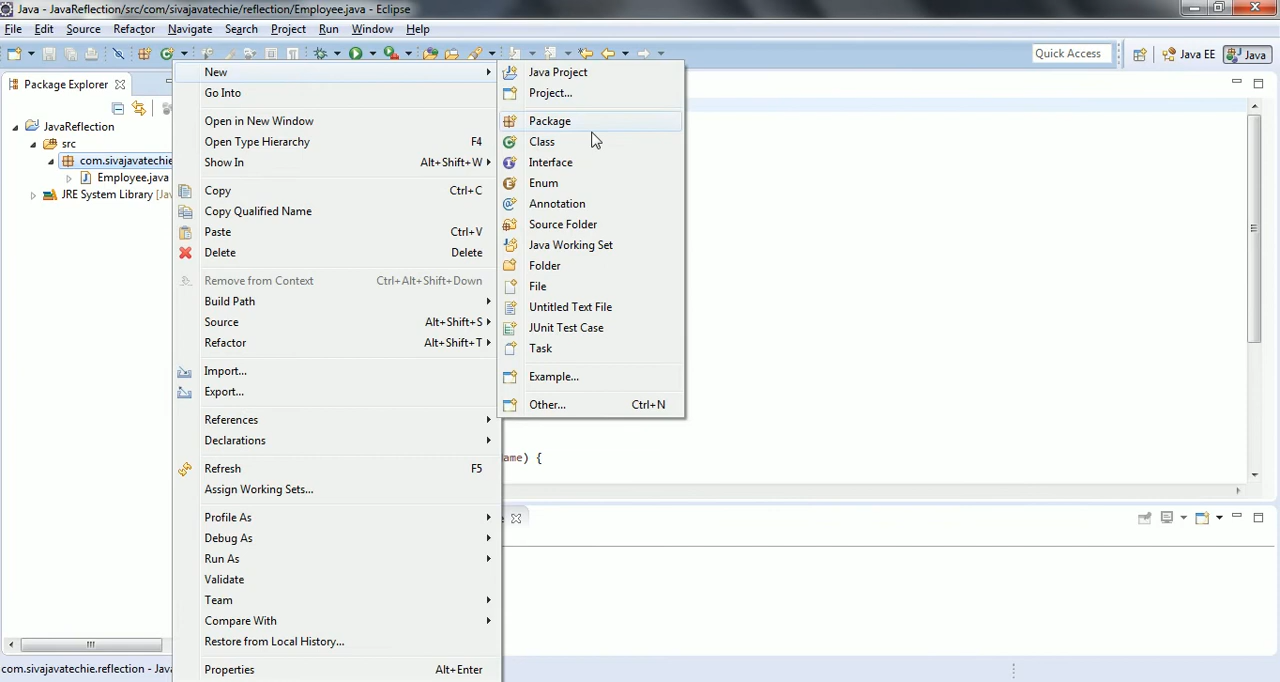 Java - JavaReflection/src/com/sivajavatechie/reflection/Employee.java - Eclipse
File Edit Source Refactor Navigate Search Project Run Window Help
Quick Access Java EE Java
Package Explorer
JavaReflection
src
com.sivajavatechie
Employee.java
JRE System Library [Jav
New
Go Into
Open in New Window
Open Type Hierarchy F4
Show In Alt+Shift+W
Copy Ctrl+C
Copy Qualified Name
Paste Ctrl+V
Delete Delete
Remove from Context Ctrl+Alt+Shift+Down
Build Path
Source Alt+Shift+S
Refactor Alt+Shift+T
Import...
Export...
References
Declarations
Refresh F5
Assign Working Sets...
Profile As
Debug As
Run As
Validate
Team
Compare With
Restore from Local History...
Properties Alt+Enter
Java Project
Project...
Package
Class
Interface
Enum
Annotation
Source Folder
Java Working Set
Folder
File
Untitled Text File
JUnit Test Case
Task
Example...
Other... Ctrl+N
ame) {
com.sivajavatechie.reflection - Java